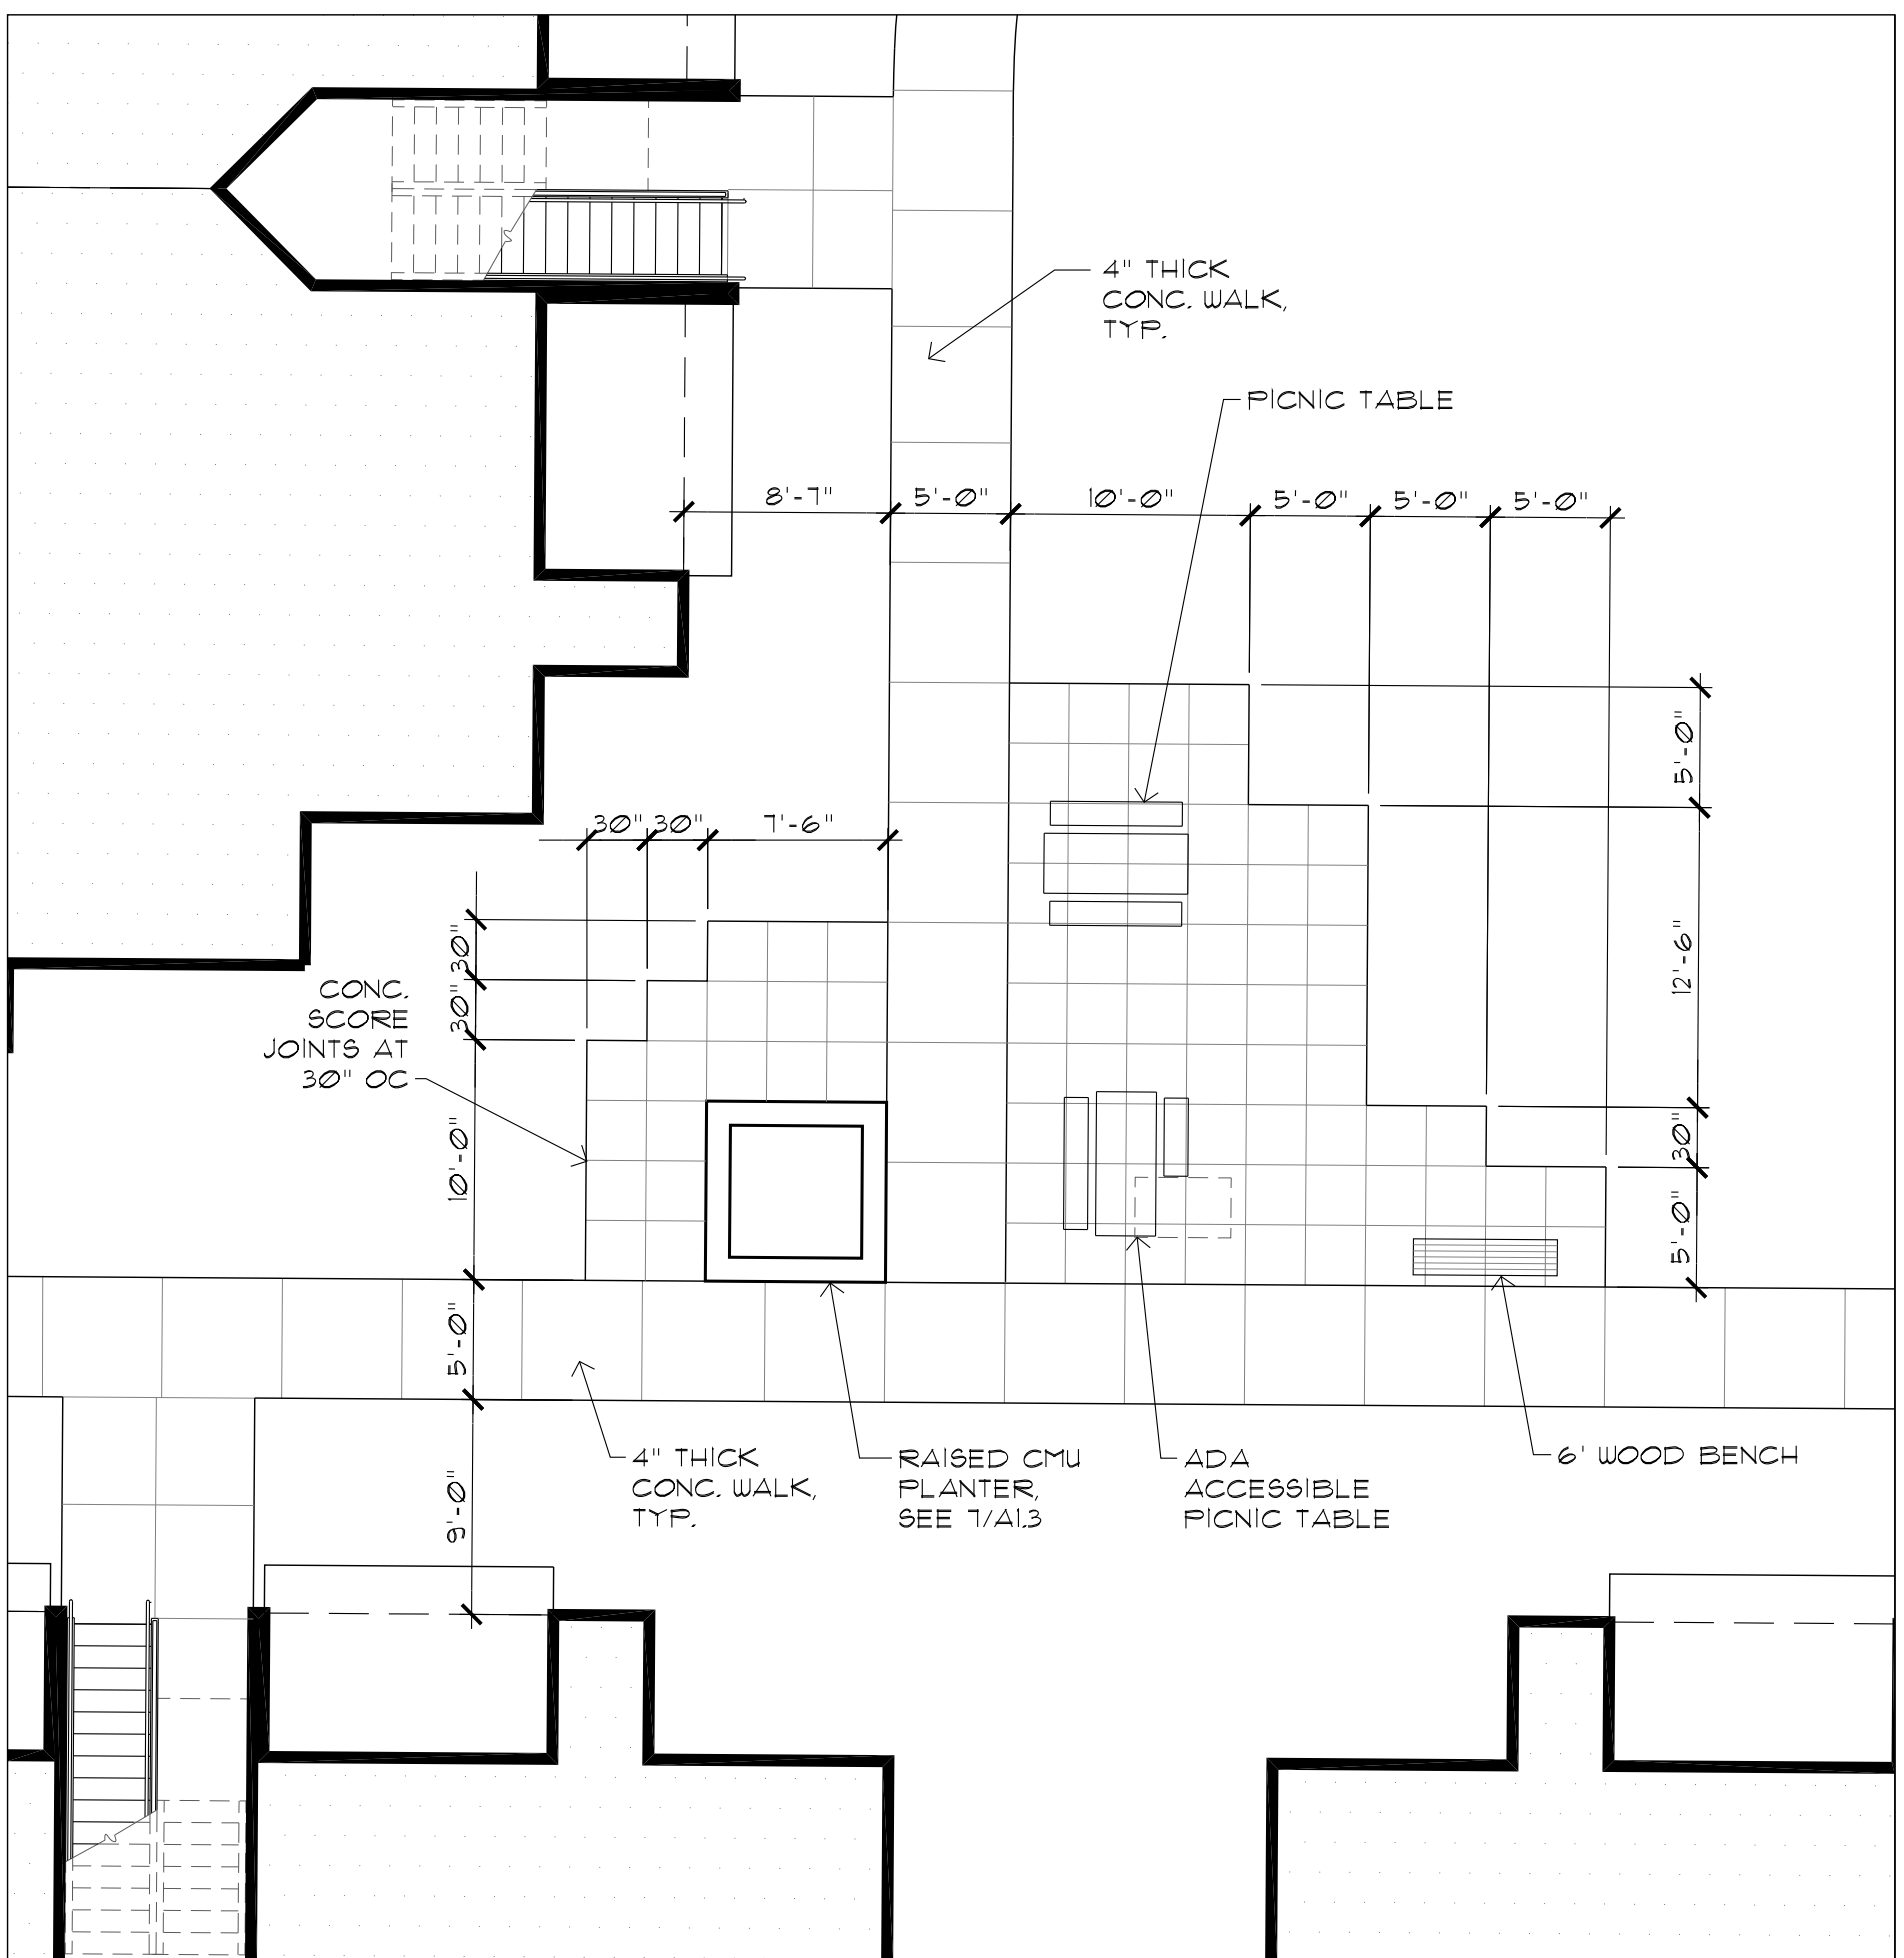 4" THICK
CONC. WALK,
TYP.
PICNIC TABLE
8'-7"
5'-0"
10'-0"
5'-0"
5'-0"
5'-0"
5'-0"
12'-6"
30"
5'-0"
30"
30"
7'-6"
30"
30"
10'-0"
5'-0"
9'-0"
CONC.
SCORE
JOINTS AT
30" OC
4" THICK
CONC. WALK,
TYP.
RAISED CMU
PLANTER,
SEE 7/A1.3
ADA
ACCESSIBLE
PICNIC TABLE
6' WOOD BENCH